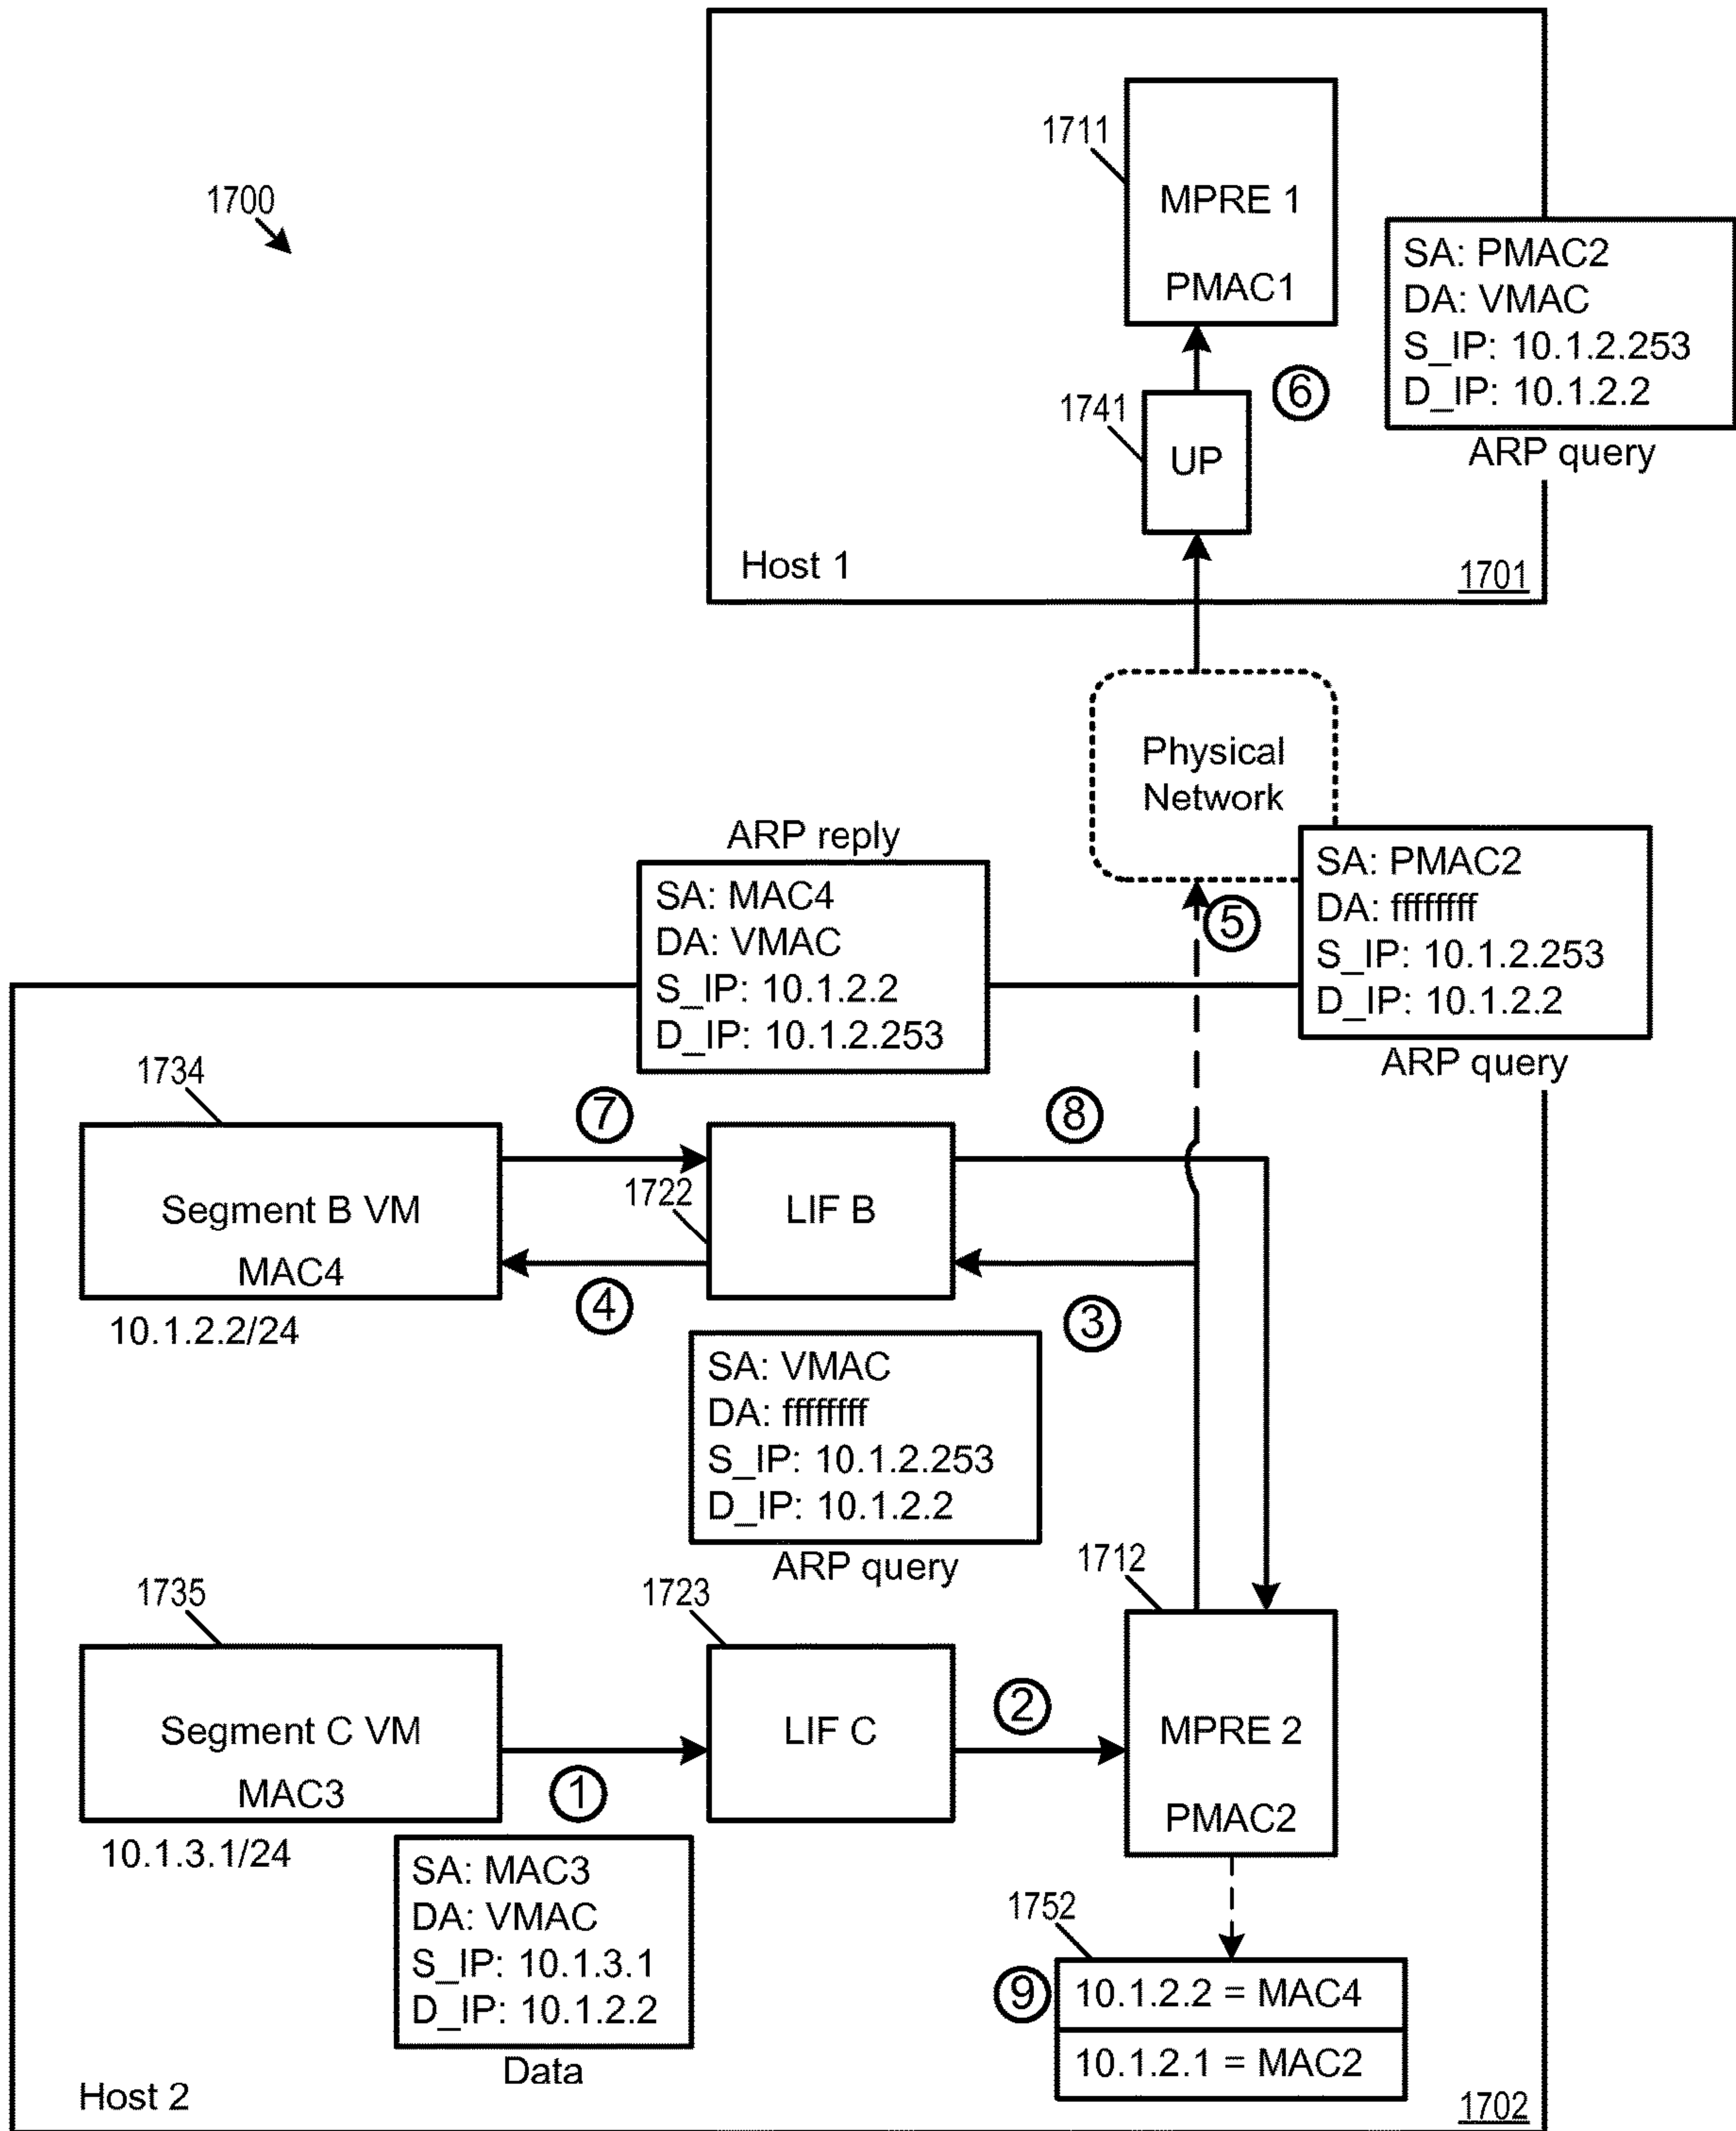 1700
1711
MPRE 1
PMAC1
SA: PMAC2
DA: VMAC
S_IP: 10.1.2.253
D_IP: 10.1.2.2
ARP query
6
1741
UP
Host 1
1701
Physical
Network
ARP reply
SA: MAC4
DA: VMAC
S_IP: 10.1.2.2
D_IP: 10.1.2.253
5
SA: PMAC2
DA: ffffffff
S_IP: 10.1.2.253
D_IP: 10.1.2.2
ARP query
1734
7
8
Segment B VM
MAC4
10.1.2.2/24
1722
LIF B
4
3
SA: VMAC
DA: ffffffff
S_IP: 10.1.2.253
D_IP: 10.1.2.2
ARP query
1712
1735
1723
Segment C VM
MAC3
10.1.3.1/24
1
LIF C
2
MPRE 2
PMAC2
SA: MAC3
DA: VMAC
S_IP: 10.1.3.1
D_IP: 10.1.2.2
Data
1752
9
10.1.2.2 = MAC4
10.1.2.1 = MAC2
Host 2
1702